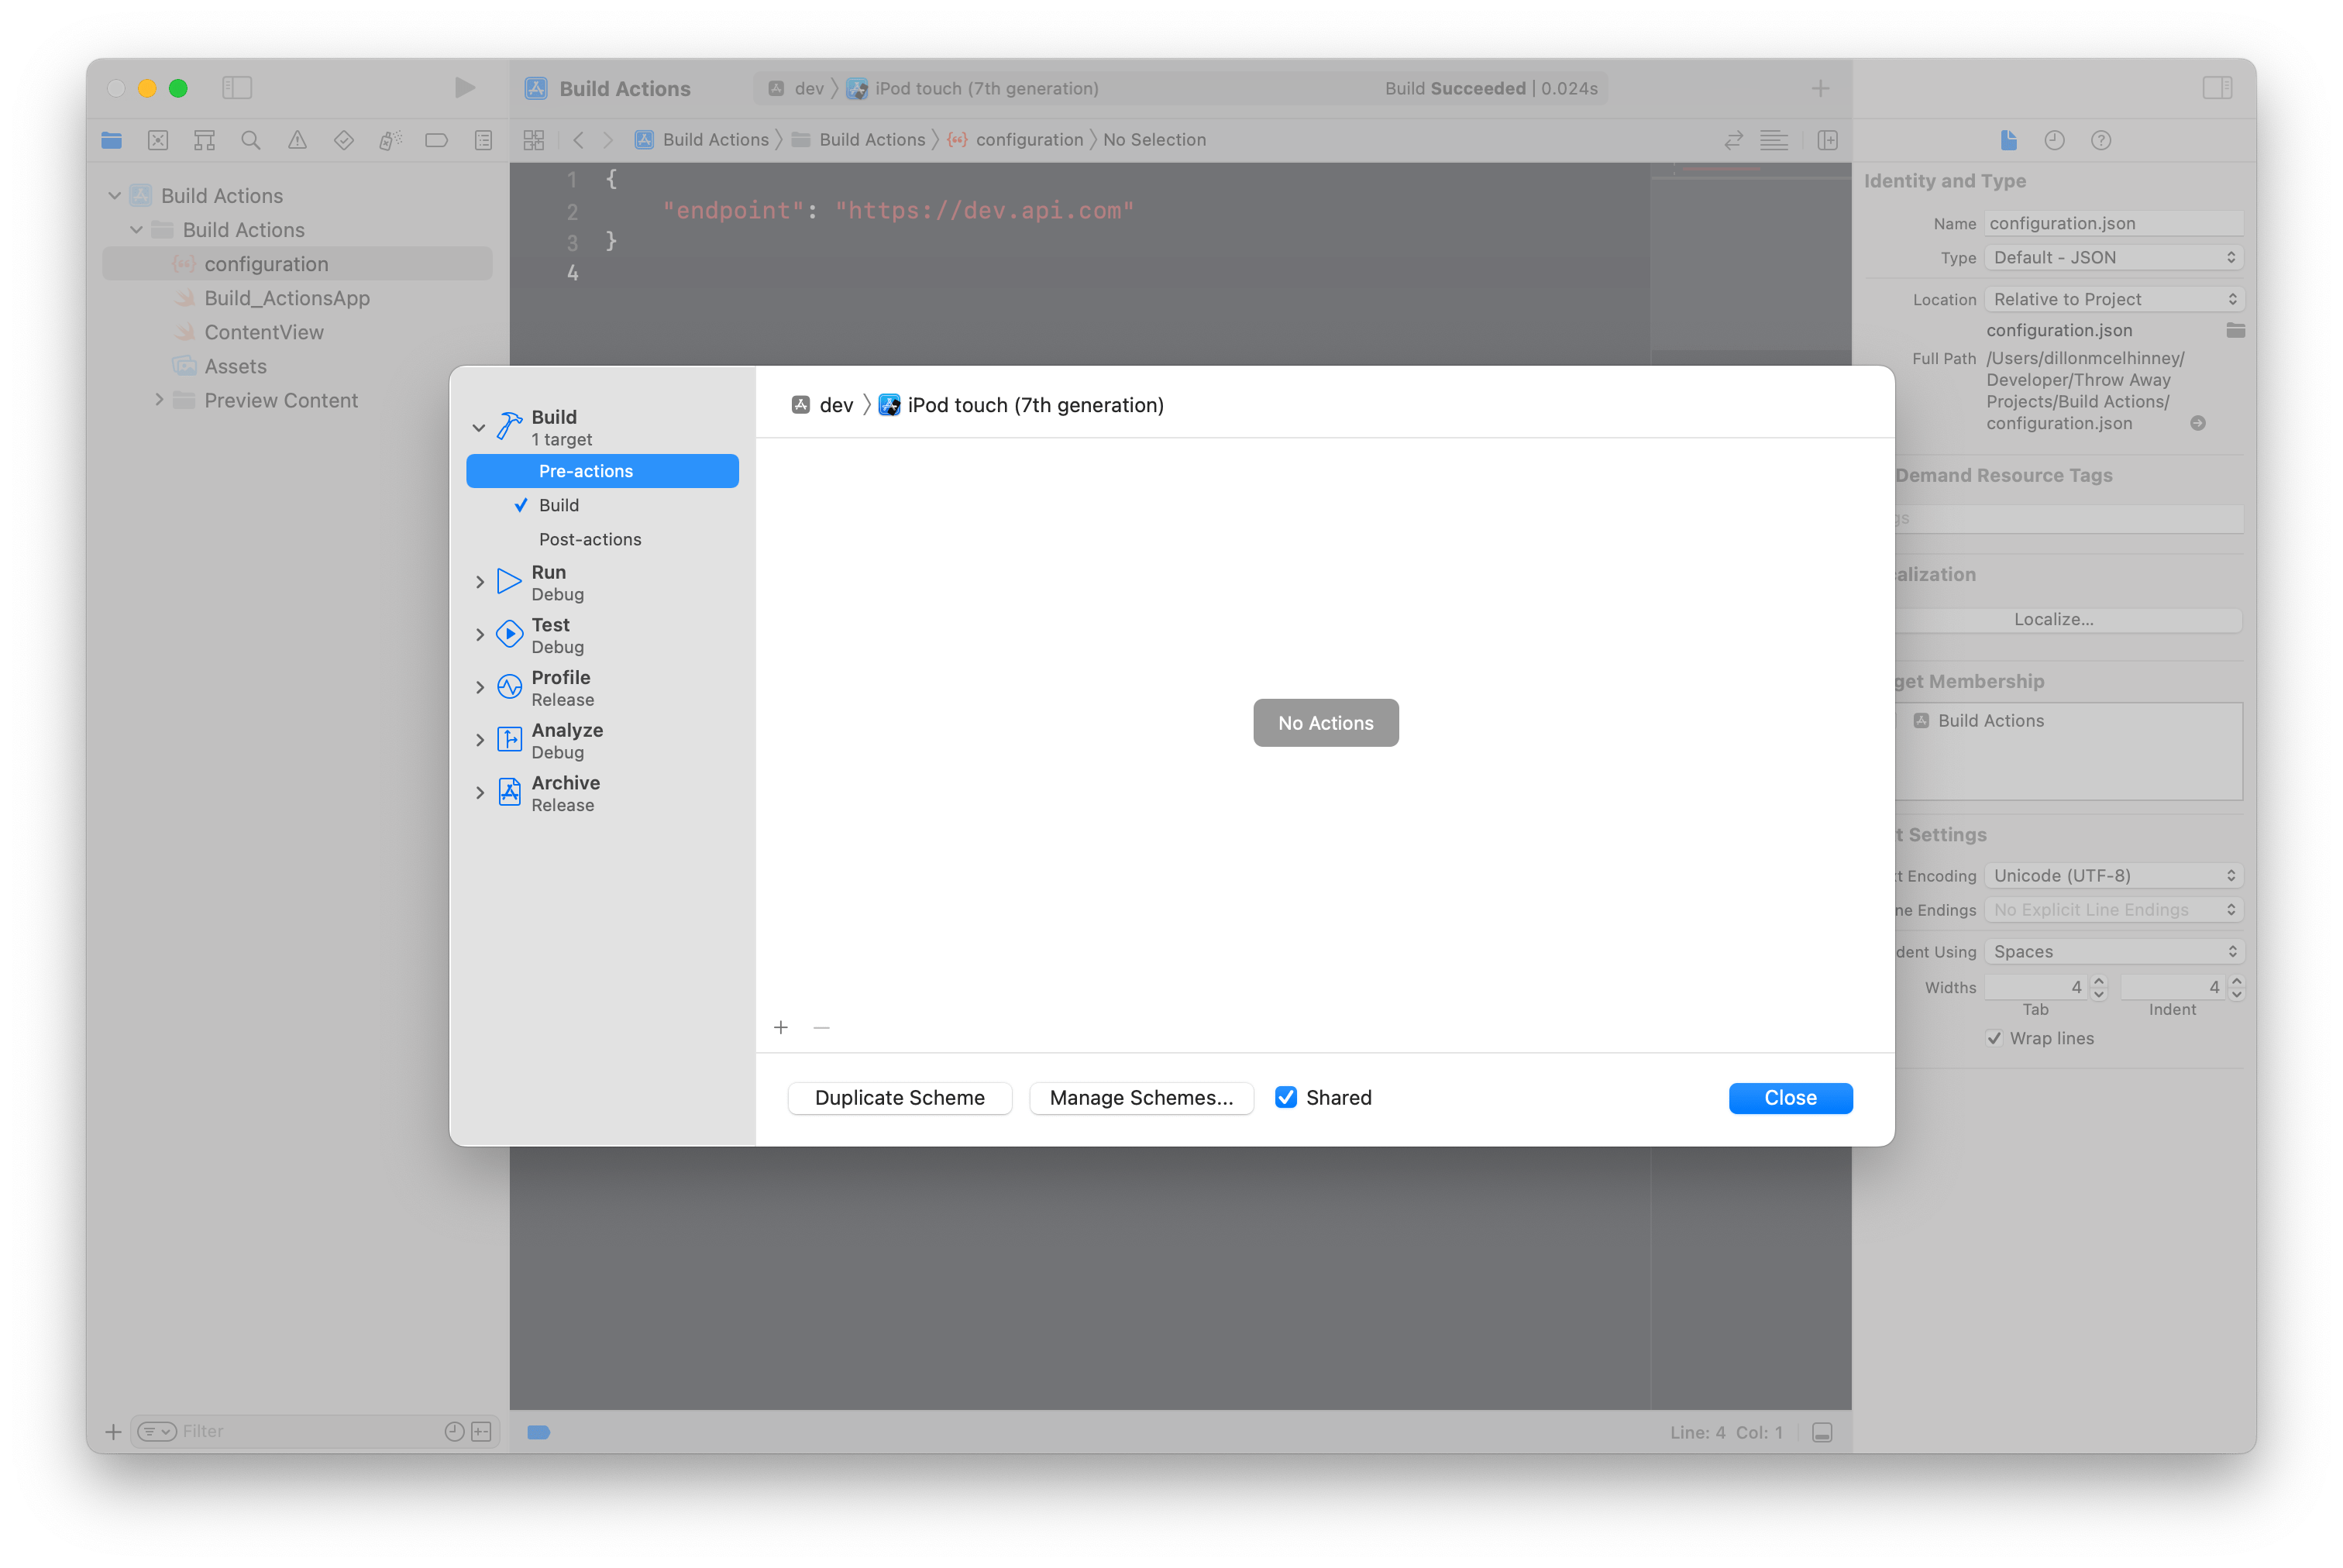 Build Actions
dev
iPod touch (7th generation)
Build Succeeded | 0.024s
Build Actions
Build Actions
configuration
No Selection
Build Actions
Build Actions
configuration
Build_ActionsApp
ContentView
Assets
Preview Content
1 {
2 "endpoint": "https://dev.api.com"
3 }
4
Build
1 target
Pre-actions
Build
Post-actions
Run
Debug
Test
Debug
Profile
Release
Analyze
Debug
Archive
Release
dev
iPod touch (7th generation)
No Actions
Duplicate Scheme
Manage Schemes...
Shared
Close
Identity and Type
Name configuration.json
Type Default - JSON
Location Relative to Project
configuration.json
Full Path /Users/dillonmcelhinney/
Developer/Throw Away
Projects/Build Actions/
configuration.json
Demand Resource Tags
Localize...
Membership
Build Actions
Settings
Encoding Unicode (UTF-8)
Endings No Explicit Line Endings
Using Spaces
Widths 4 4
Tab Indent
Wrap lines
Filter
Line: 4 Col: 1